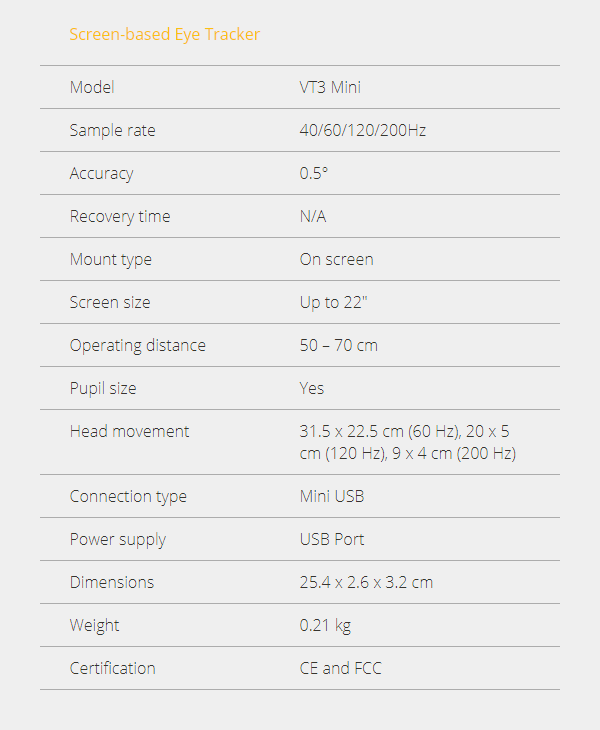 Screen-based Eye Tracker
Model VT3 Mini
Sample rate 40/60/120/200Hz
Accuracy 0.5°
Recovery time N/A
Mount type On screen
Screen size Up to 22"
Operating distance 50 – 70 cm
Pupil size Yes
Head movement 31.5 x 22.5 cm (60 Hz), 20 x 5
cm (120 Hz), 9 x 4 cm (200 Hz)
Connection type Mini USB
Power supply USB Port
Dimensions 25.4 x 2.6 x 3.2 cm
Weight 0.21 kg
Certification CE and FCC